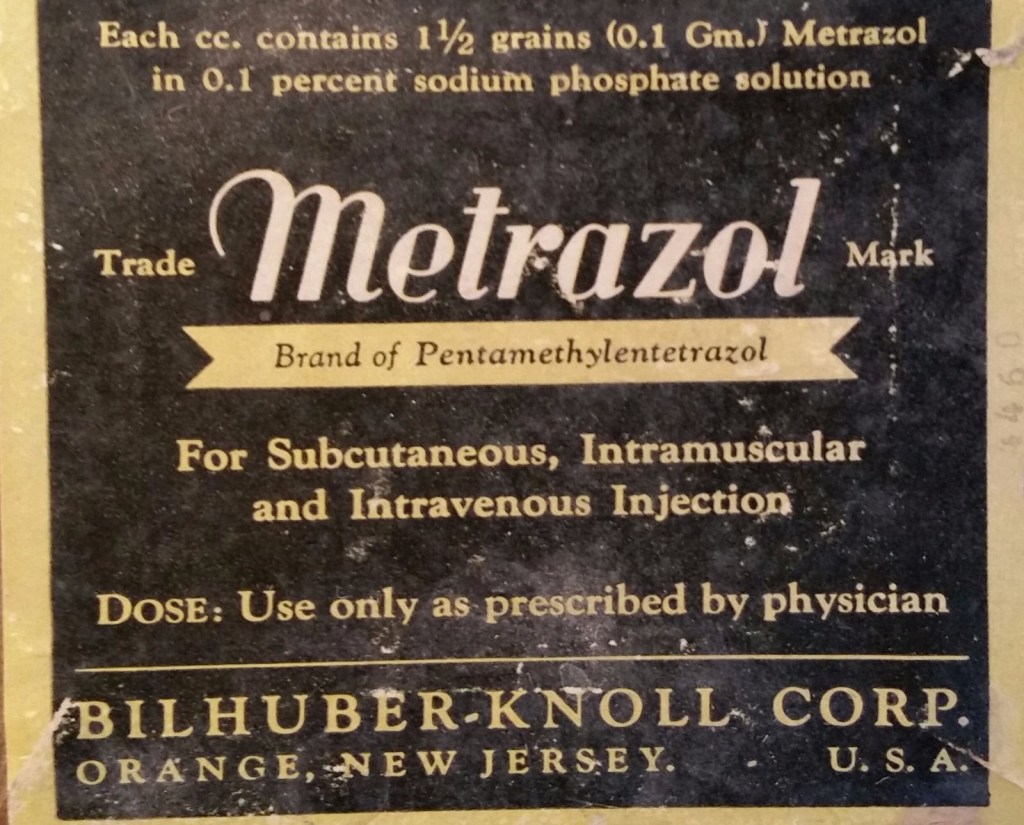 Each cc. contains 1½ grains (0.1 Gm.) Metrazol
in 0.1 percent sodium phosphate solution
Trade Metrazol Mark
Brand of Pentamethylentetrazol
For Subcutaneous, Intramuscular
and Intravenous Injection
DOSE: Use only as prescribed by physician
BILHUBER-KNOLL CORP.
ORANGE, NEW JERSEY. U. S. A.